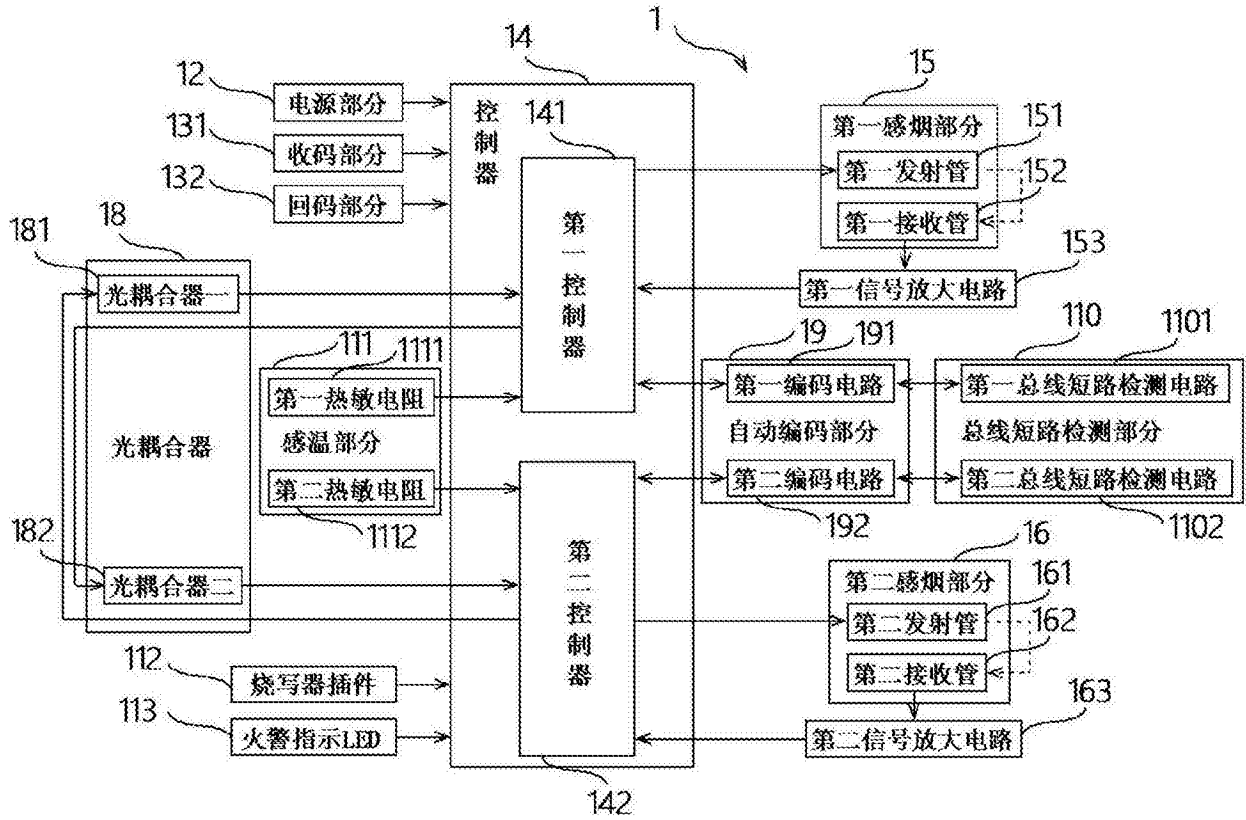 1
14
12
电源部分
控制器
141
15
第一感烟部分
151
131
收码部分
第一发射管
152
132
回码部分
第一接收管
181
18
光耦合器一
第一控制器
153
第一信号放大电路
111
1111
19
191
110
1101
第一热敏电阻
第一编码电路
第一总线短路检测电路
光耦合器
感温部分
自动编码部分
总线短路检测部分
第二热敏电阻
第二编码电路
第二总线短路检测电路
1112
192
1102
182
光耦合器二
第二控制器
16
第二感烟部分
161
第二发射管
162
112
烧写器插件
第二接收管
163
113
火警指示LED
第二信号放大电路
142